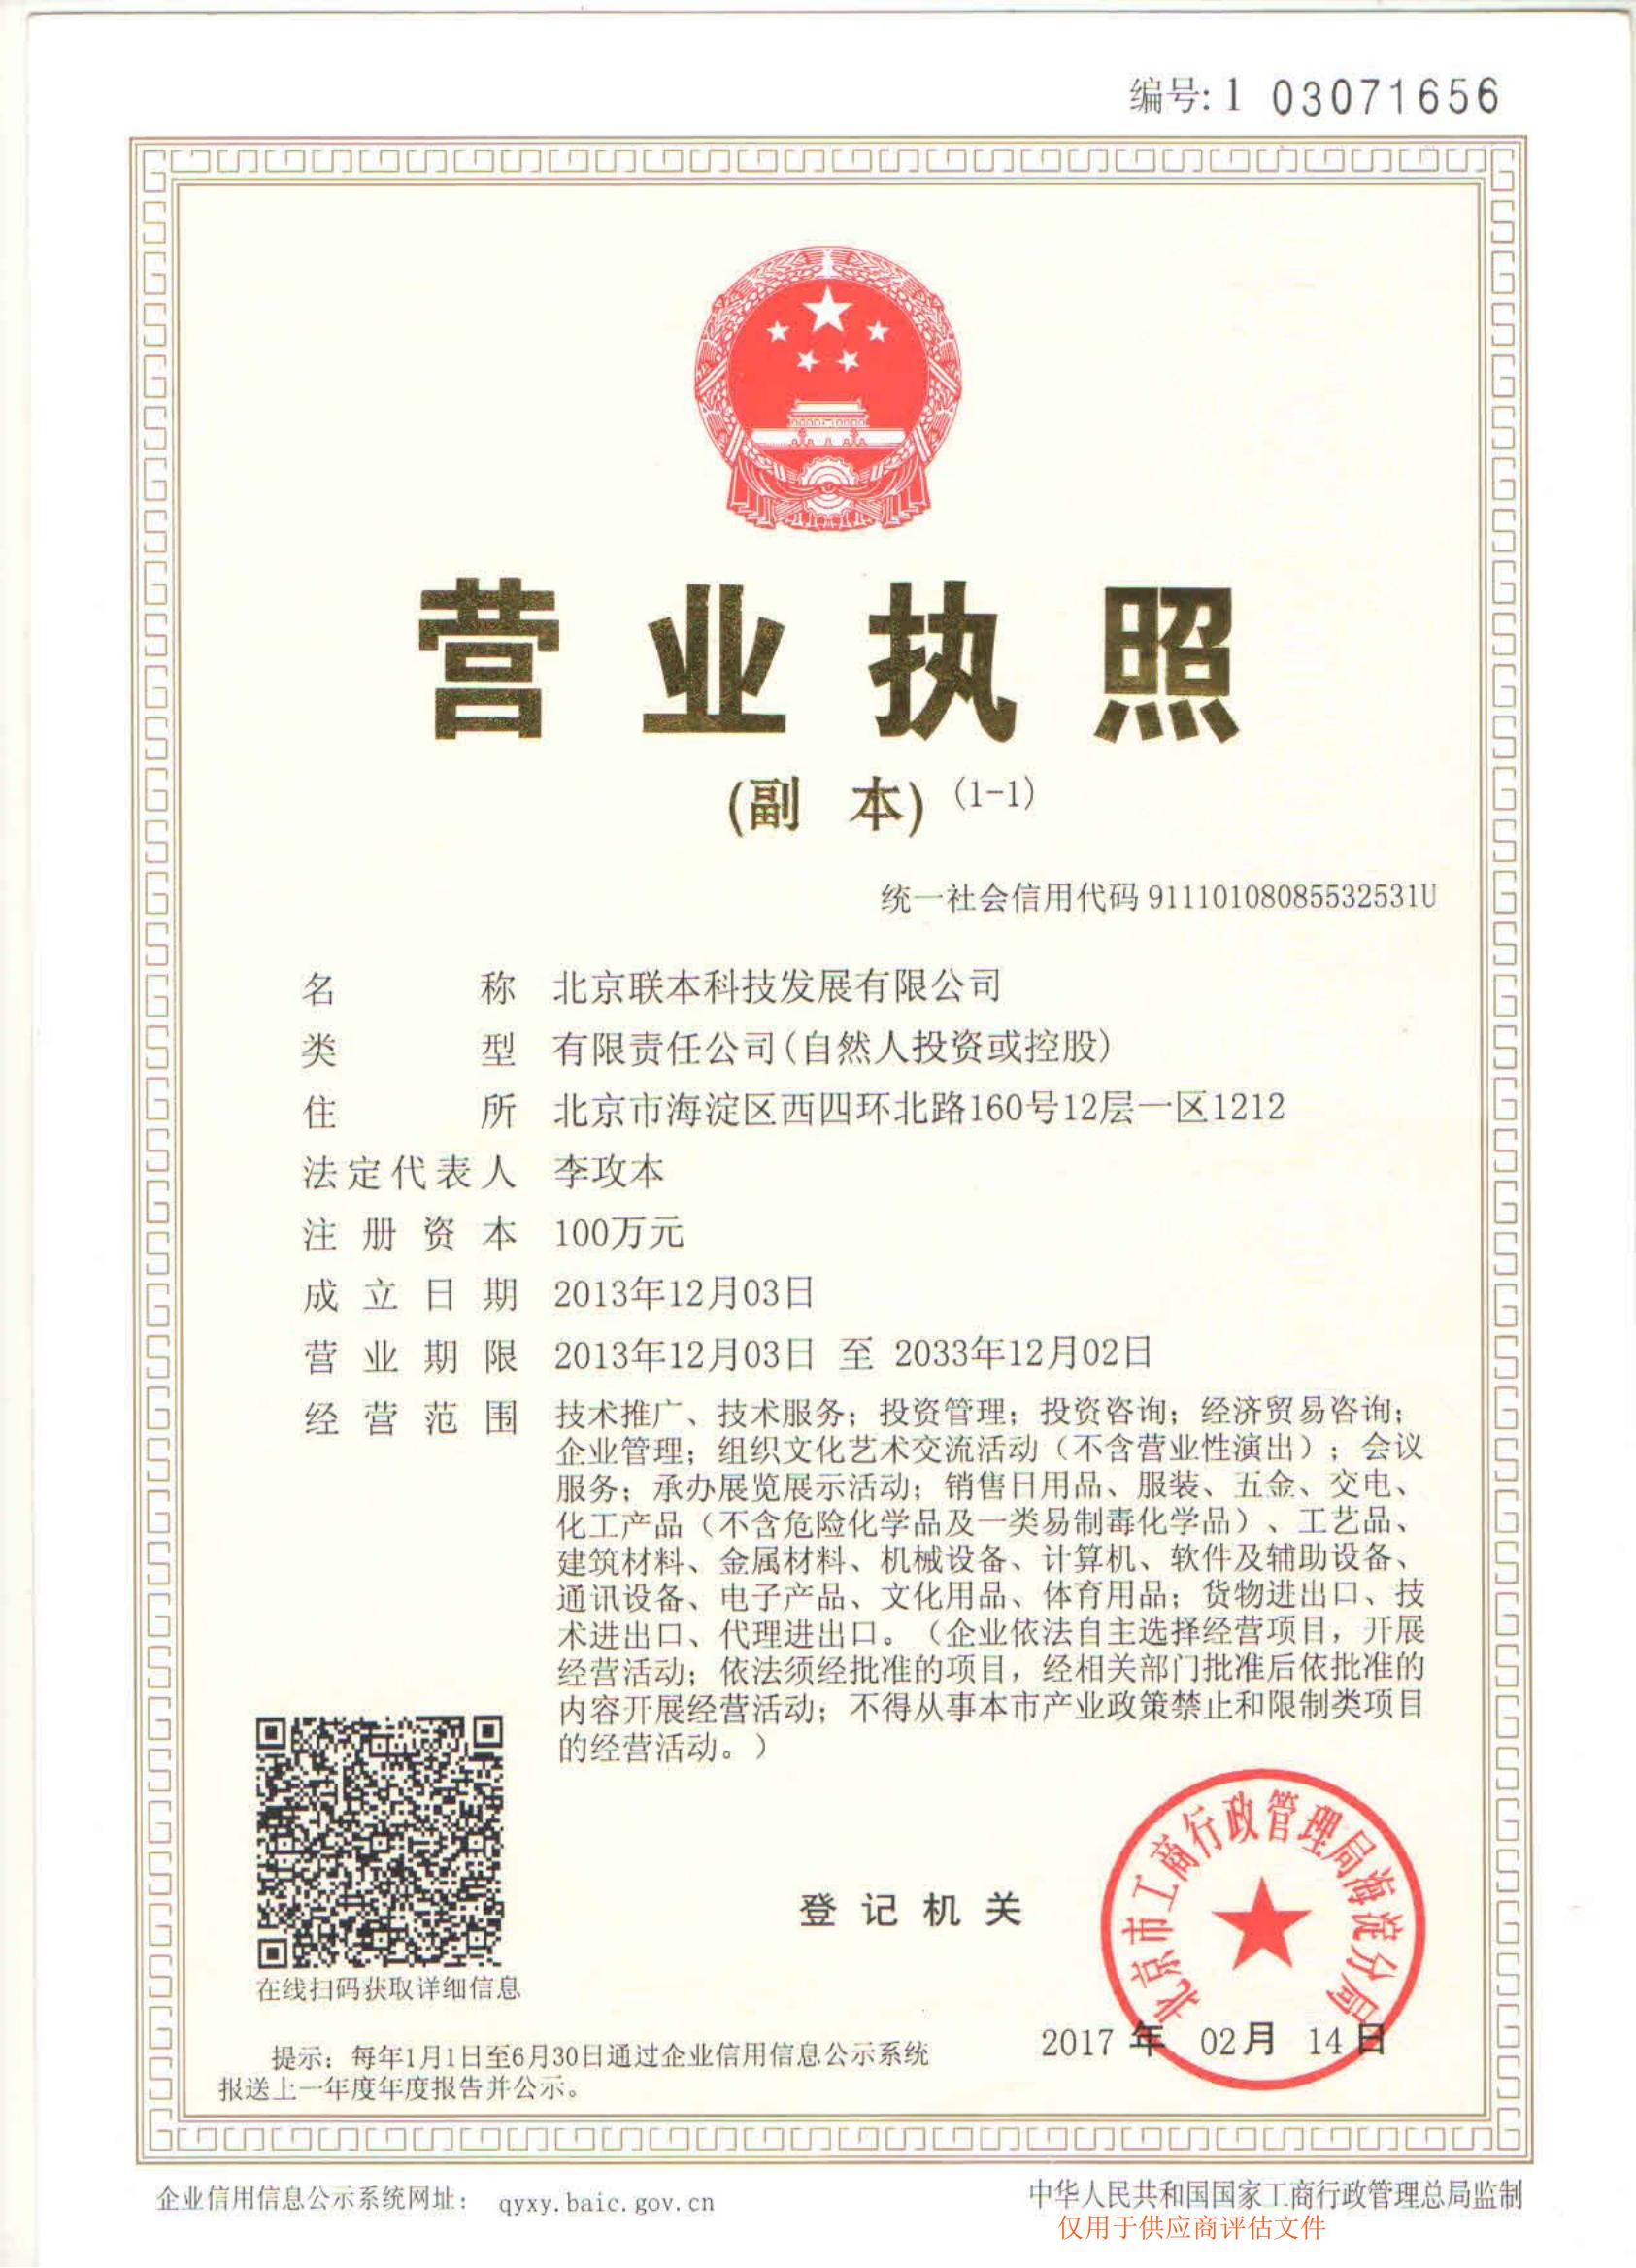 编号: 1 03071656
营业执照
(副 本) (1-1)
统一社会信用代码 91110108085532531U
名 称 北京联本科技发展有限公司
类 型 有限责任公司(自然人投资或控股)
住 所 北京市海淀区西四环北路160号12层一区1212
法定代表人 李攻本
注册资本 100万元
成立日期 2013年12月03日
营业期限 2013年12月03日 至 2033年12月02日
经营范围 技术推广、技术服务；投资管理；投资咨询；经济贸易咨询；
企业管理；组织文化艺术交流活动（不含营业性演出）；会议
服务；承办展览展示活动；销售日用品、服装、五金、交电、
化工产品（不含危险化学品及一类易制毒化学品）、工艺品、
建筑材料、金属材料、机械设备、计算机、软件及辅助设备、
通讯设备、电子产品、文化用品、体育用品；货物进出口、技
术进出口、代理进出口。（企业依法自主选择经营项目，开展
经营活动；依法须经批准的项目，经相关部门批准后依批准的
内容开展经营活动；不得从事本市产业政策禁止和限制类项目
的经营活动。）
在线扫码获取详细信息
登记机关
北京市工商行政管理局海淀分局
2017 年 02月 14日
提示：每年1月1日至6月30日通过企业信用信息公示系统
报送上一年度年度报告并公示。
企业信用信息公示系统网址： qyxy.baic.gov.cn
中华人民共和国国家工商行政管理总局监制
仅用于供应商评估文件